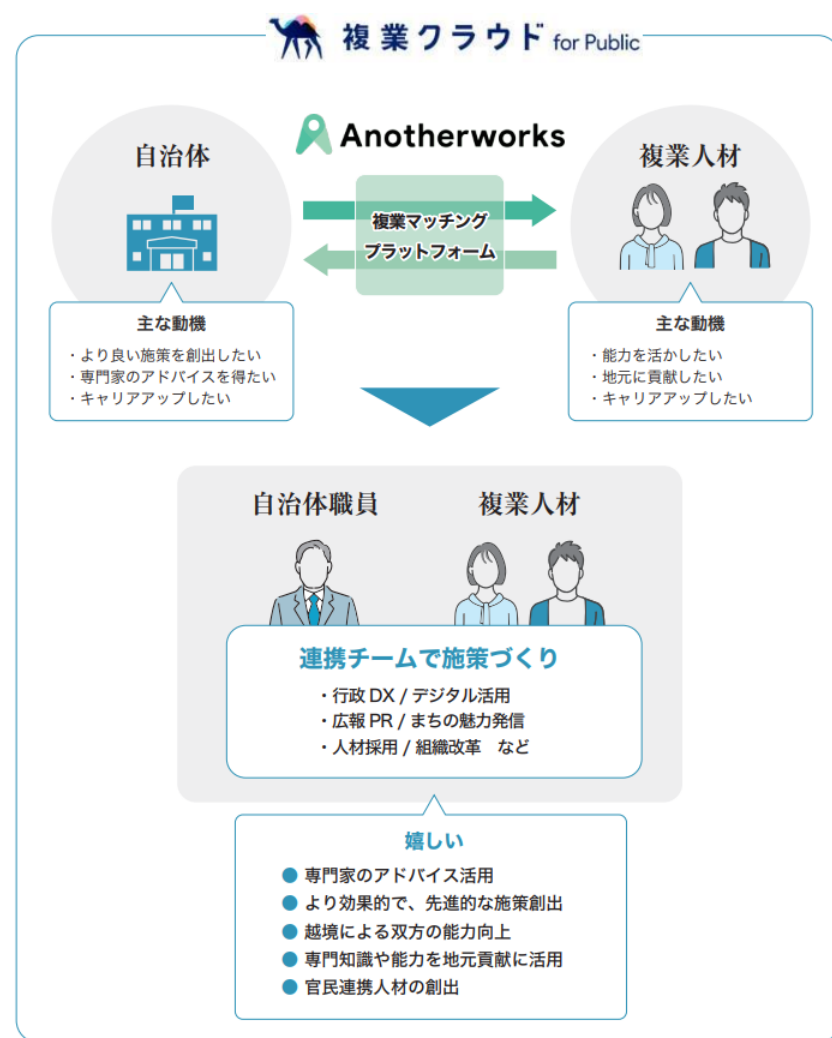 複業クラウド for Public
Anotherworks
自治体
複業人材
複業マッチング
プラットフォーム
主な動機
・より良い施策を創出したい
・専門家のアドバイスを得たい
・キャリアアップしたい
主な動機
・能力を活かしたい
・地元に貢献したい
・キャリアアップしたい
自治体職員
複業人材
連携チームで施策づくり
・行政 DX / デジタル活用
・広報 PR / まちの魅力発信
・人材採用 / 組織改革　など
嬉しい
● 専門家のアドバイス活用
● より効果的で、先進的な施策創出
● 越境による双方の能力向上
● 専門知識や能力を地元貢献に活用
● 官民連携人材の創出